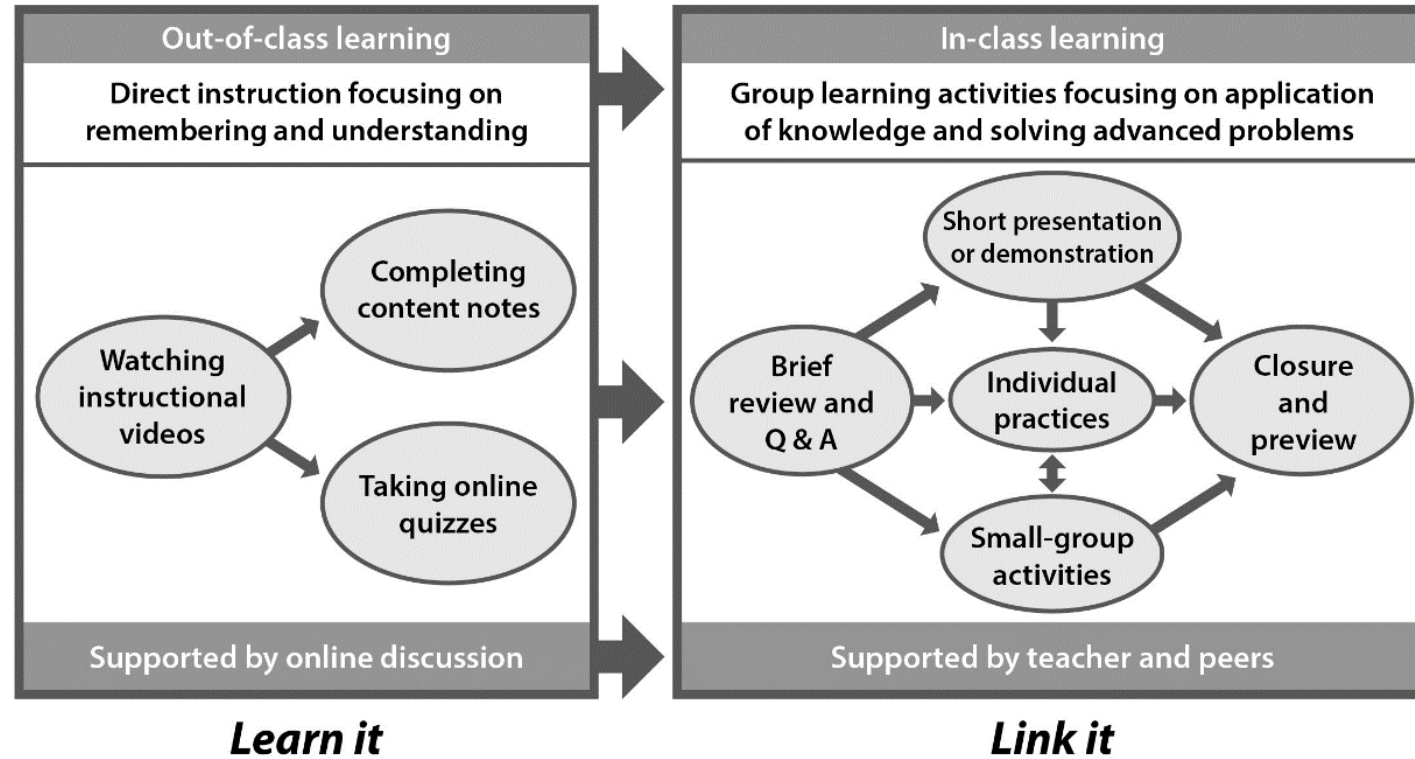 Out-of-class learning
Direct instruction focusing on
remembering and understanding
Watching
instructional
videos
Completing
content notes
Taking online
quizzes
Supported by online discussion
Learn it
In-class learning
Group learning activities focusing on application
of knowledge and solving advanced problems
Short presentation
or demonstration
Brief
review and
Q & A
Individual
practices
Closure
and
preview
Small-group
activities
Supported by teacher and peers
Link it